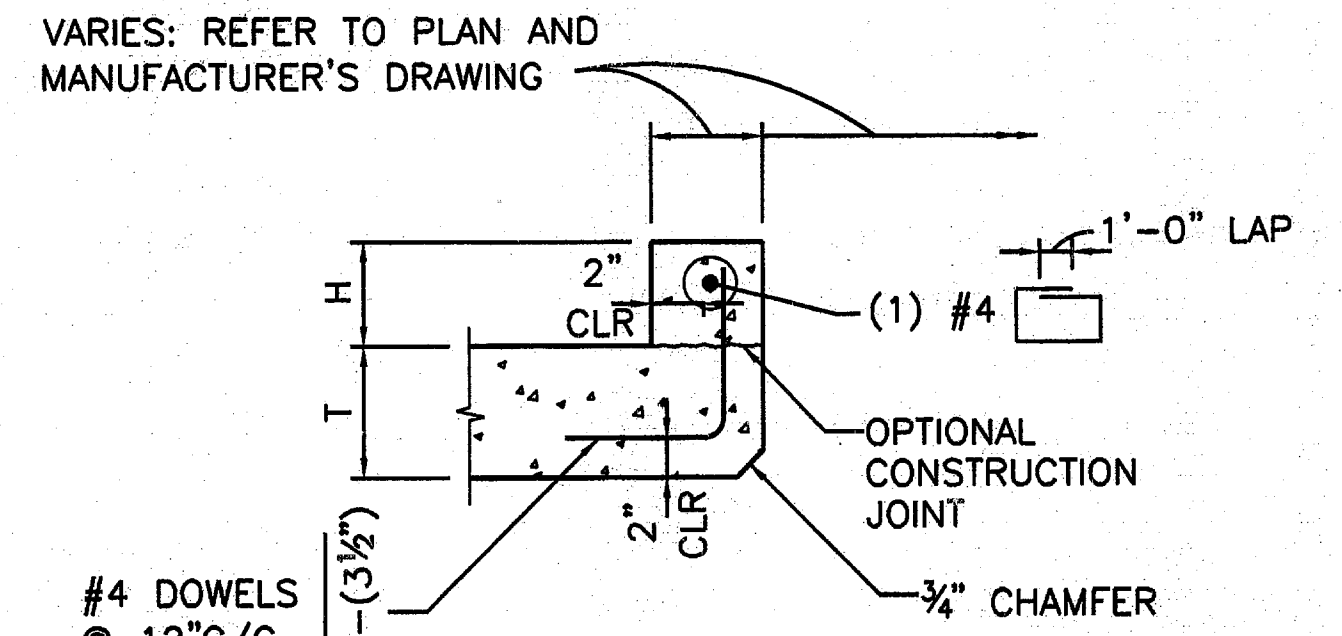 VARIES: REFER TO PLAN AND
MANUFACTURER'S DRAWING
1'-0" LAP
H
2"
CLR
(1) #4
T
OPTIONAL
CONSTRUCTION
JOINT
2"
CLR
-(3½")
¾" CHAMFER
#4 DOWELS